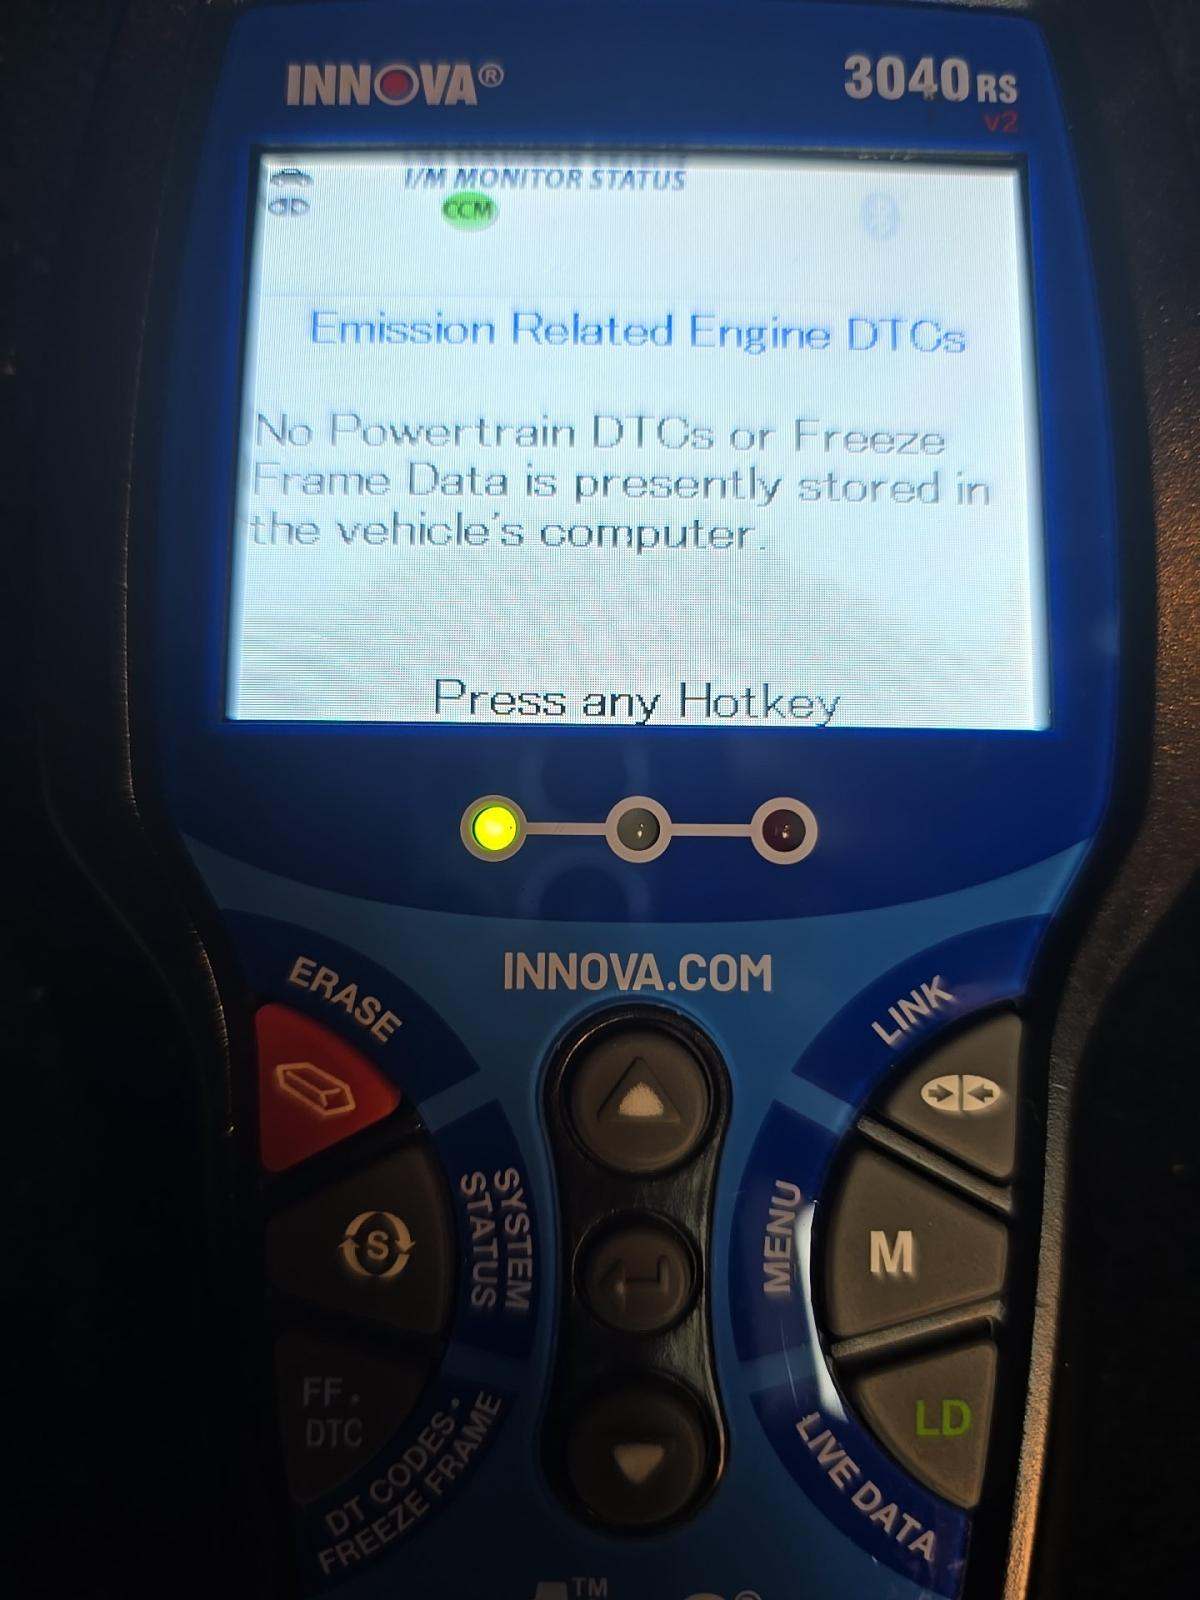 INNOVA®
3040RS
v2
I/M MONITOR STATUS
CCM
Emission Related Engine DTCs
No Powertrain DTCs or Freeze
Frame Data is presently stored in
the vehicle's computer.
Press any Hotkey
INNOVA.COM
ERASE
LINK
S
SYSTEM
STATUS
MENU
M
FF.
DTC
DT CODES•
FREEZE FRAME
LD
LIVE DATA
TM
®